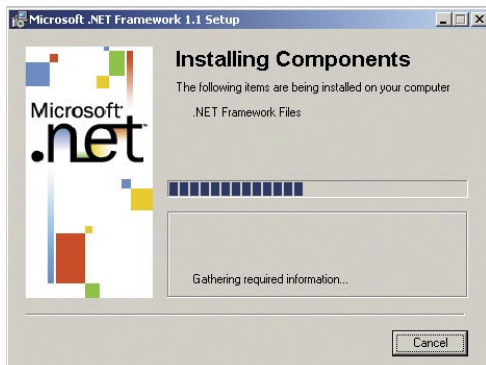 Microsoft .NET Framework 1.1 Setup
Installing Components
The following items are being installed on your computer
.NET Framework Files
Microsoft
.net
Gathering required information...
Cancel